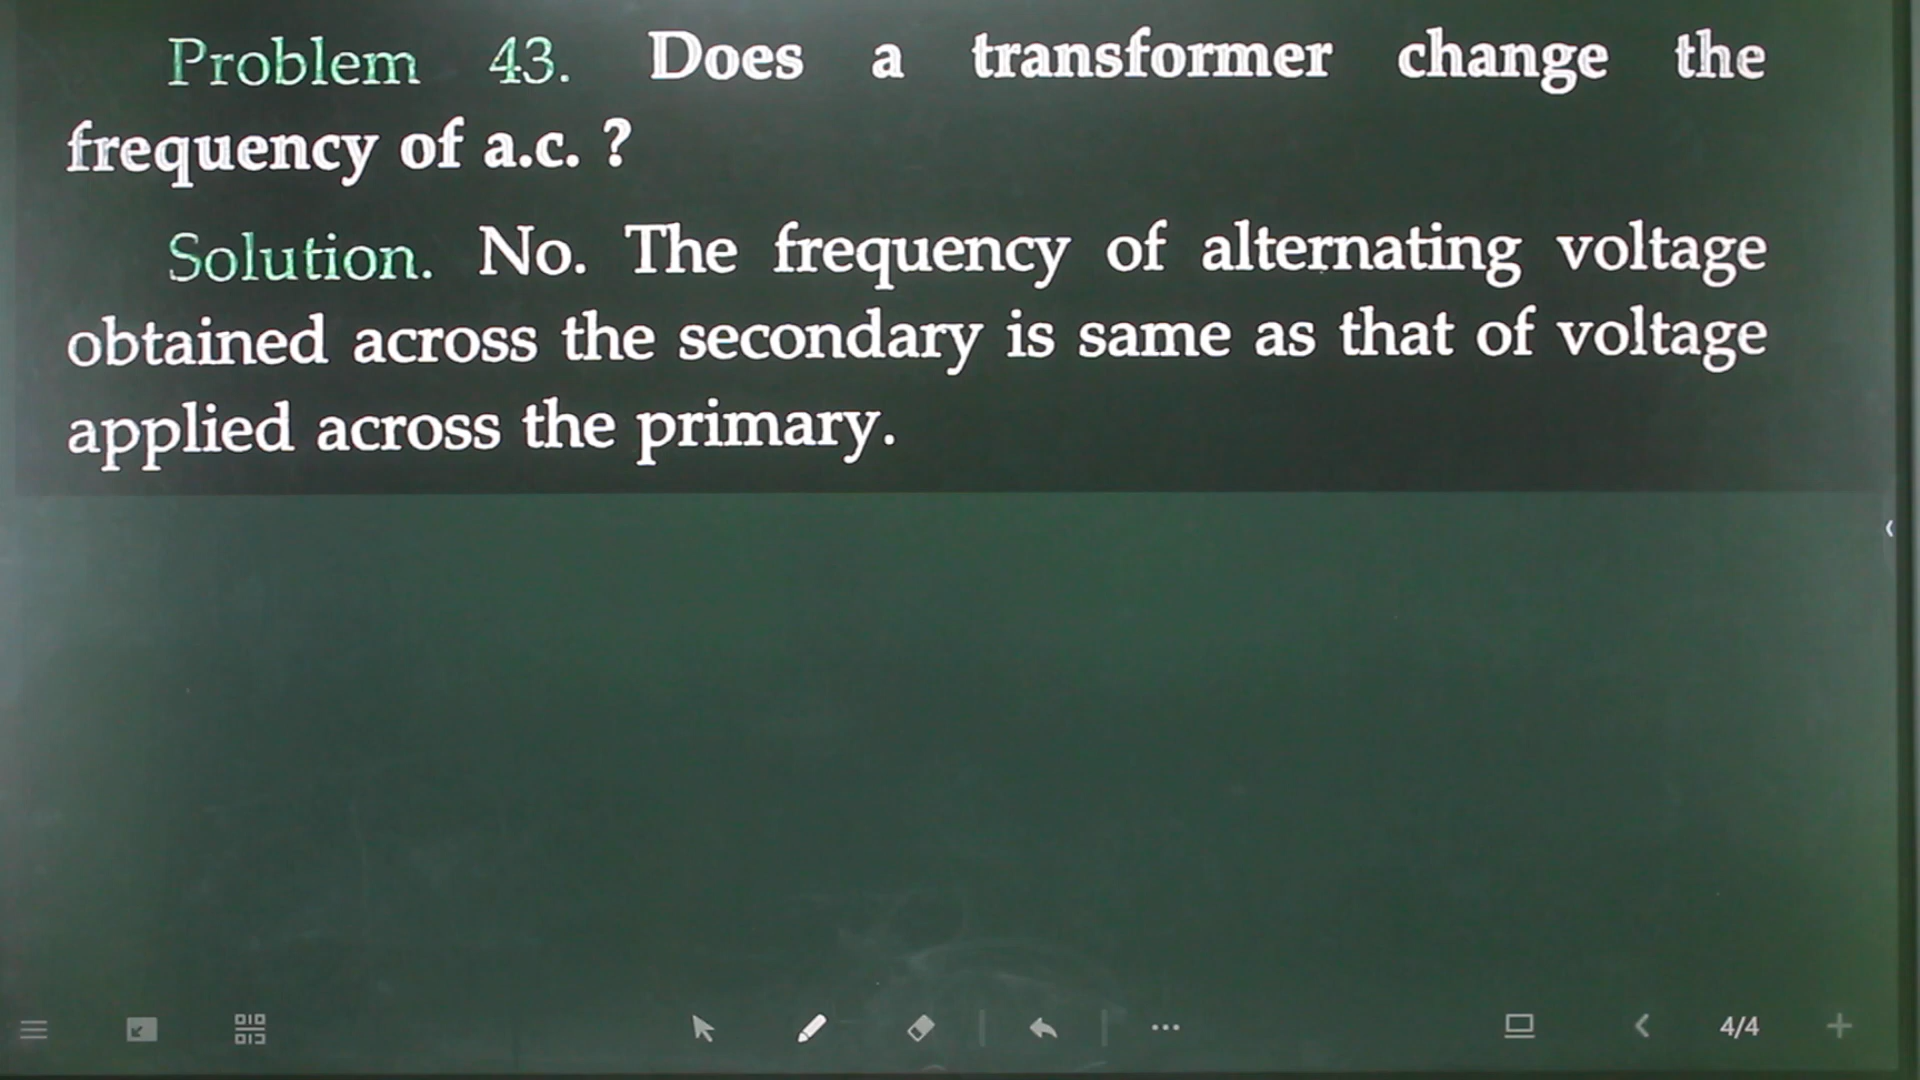 Problem 43. Does a transformer change the
frequency of a.c. ?
Solution. No. The frequency of alternating voltage
obtained across the secondary is same as that of voltage
applied across the primary.
4/4